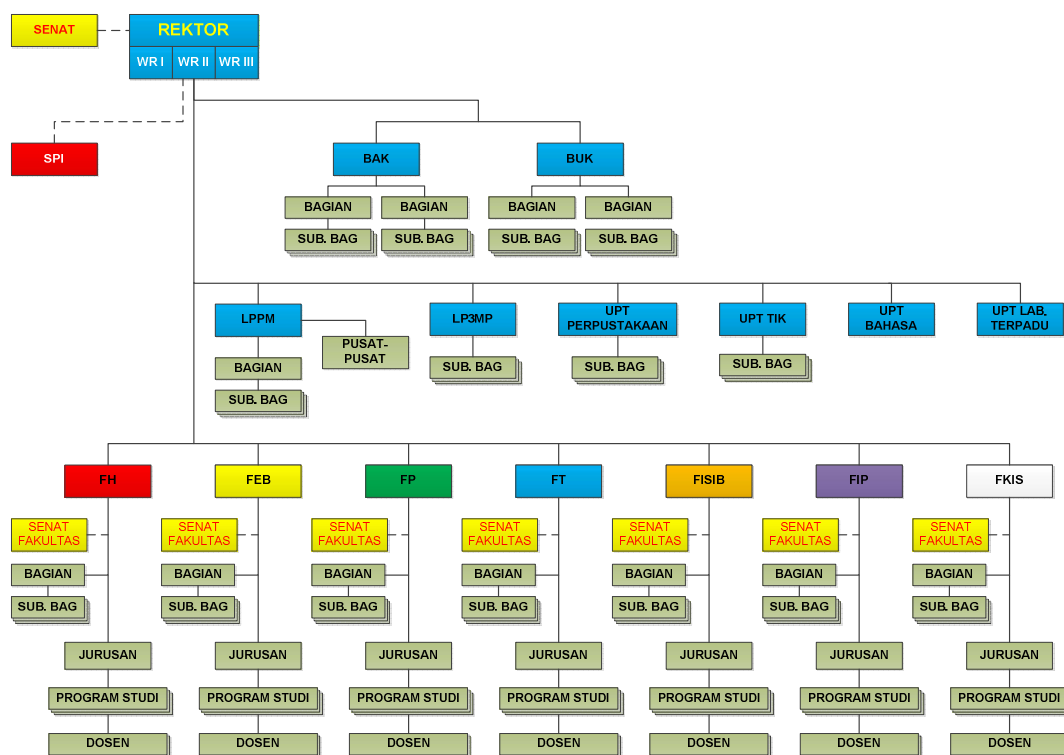 SENAT
REKTOR
WR I
WR II
WR III
SPI
BAK
BUK
BAGIAN
BAGIAN
BAGIAN
BAGIAN
SUB. BAG
SUB. BAG
SUB. BAG
SUB. BAG
LPPM
LP3MP
UPT
PERPUSTAKAAN
UPT TIK
UPT
BAHASA
UPT LAB.
TERPADU
PUSAT-
PUSAT
BAGIAN
SUB. BAG
SUB. BAG
SUB. BAG
SUB. BAG
FH
FEB
FP
FT
FISIB
FIP
FKIS
SENAT
FAKULTAS
SENAT
FAKULTAS
SENAT
FAKULTAS
SENAT
FAKULTAS
SENAT
FAKULTAS
SENAT
FAKULTAS
SENAT
FAKULTAS
BAGIAN
BAGIAN
BAGIAN
BAGIAN
BAGIAN
BAGIAN
BAGIAN
SUB. BAG
SUB. BAG
SUB. BAG
SUB. BAG
SUB. BAG
SUB. BAG
SUB. BAG
JURUSAN
JURUSAN
JURUSAN
JURUSAN
JURUSAN
JURUSAN
JURUSAN
PROGRAM STUDI
PROGRAM STUDI
PROGRAM STUDI
PROGRAM STUDI
PROGRAM STUDI
PROGRAM STUDI
PROGRAM STUDI
DOSEN
DOSEN
DOSEN
DOSEN
DOSEN
DOSEN
DOSEN